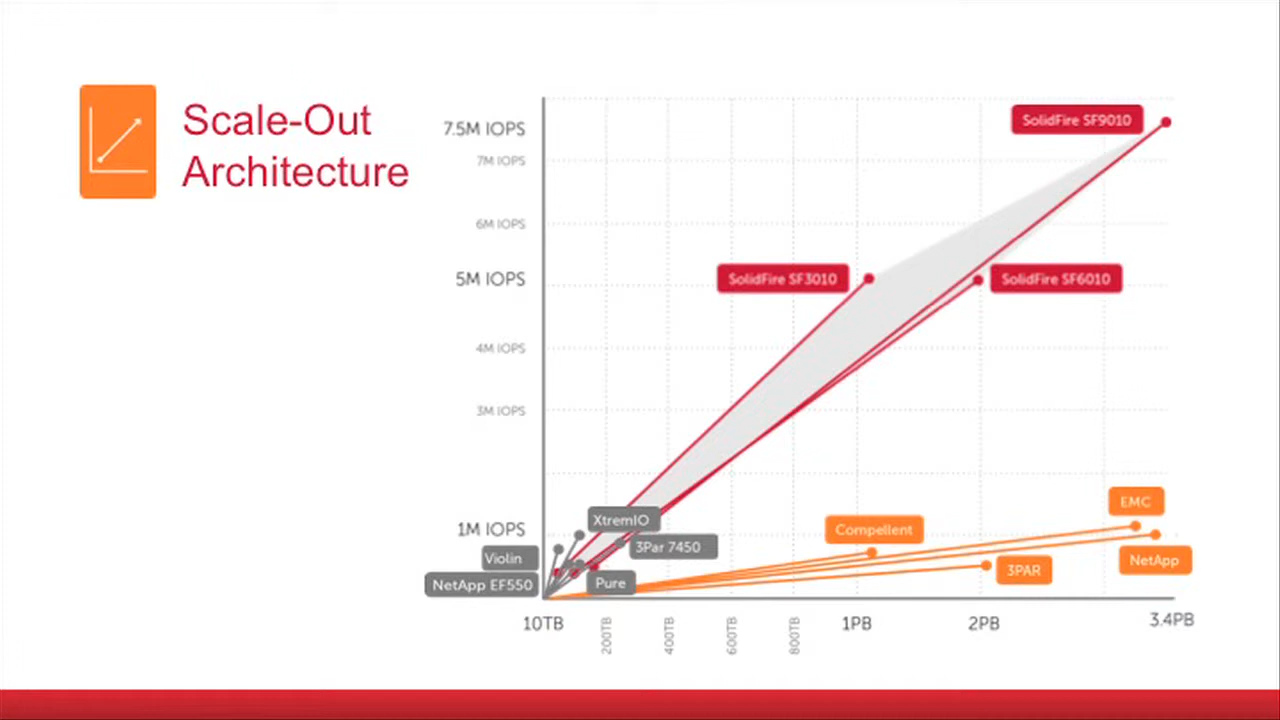 Scale-Out
Architecture
7.5M IOPS
7M IOPS
6M IOPS
5M IOPS
4M IOPS
3M IOPS
1M IOPS
SolidFire SF9010
SolidFire SF3010
SolidFire SF6010
XtremIO
3Par 7450
Violin
NetApp EF550
Pure
Compellent
EMC
NetApp
3PAR
10TB
200TB
400TB
600TB
800TB
1PB
2PB
3.4PB